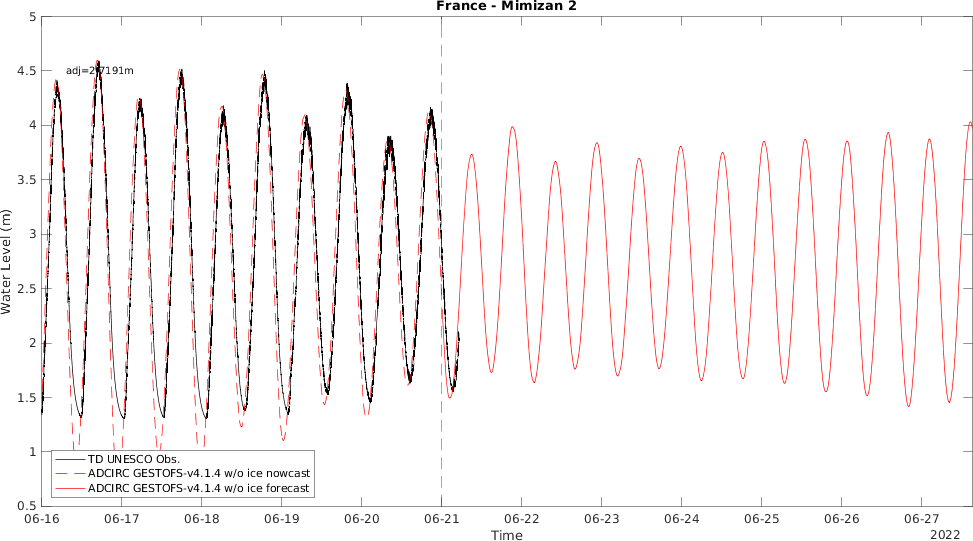 France - Mimizan 2
5
4.5
4
3.5
3
2.5
2
1.5
1
0.5
Water Level (m)
adj=2.7191m
TD UNESCO Obs.
ADCIRC GESTOFS-v4.1.4 w/o ice nowcast
ADCIRC GESTOFS-v4.1.4 w/o ice forecast
06-16 06-17 06-18 06-19 06-20 06-21 06-22 06-23 06-24 06-25 06-26 06-27
2022
Time